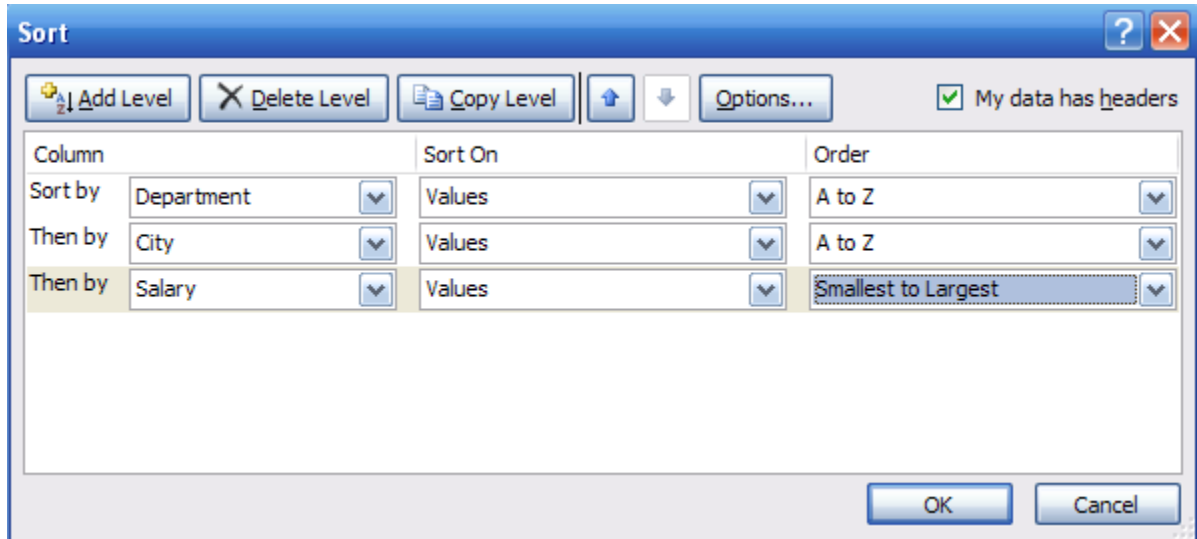 Sort
Add Level Delete Level Copy Level Options... My data has headers
Column Sort On Order
Sort by Department Values A to Z
Then by City Values A to Z
Then by Salary Values Smallest to Largest
OK Cancel